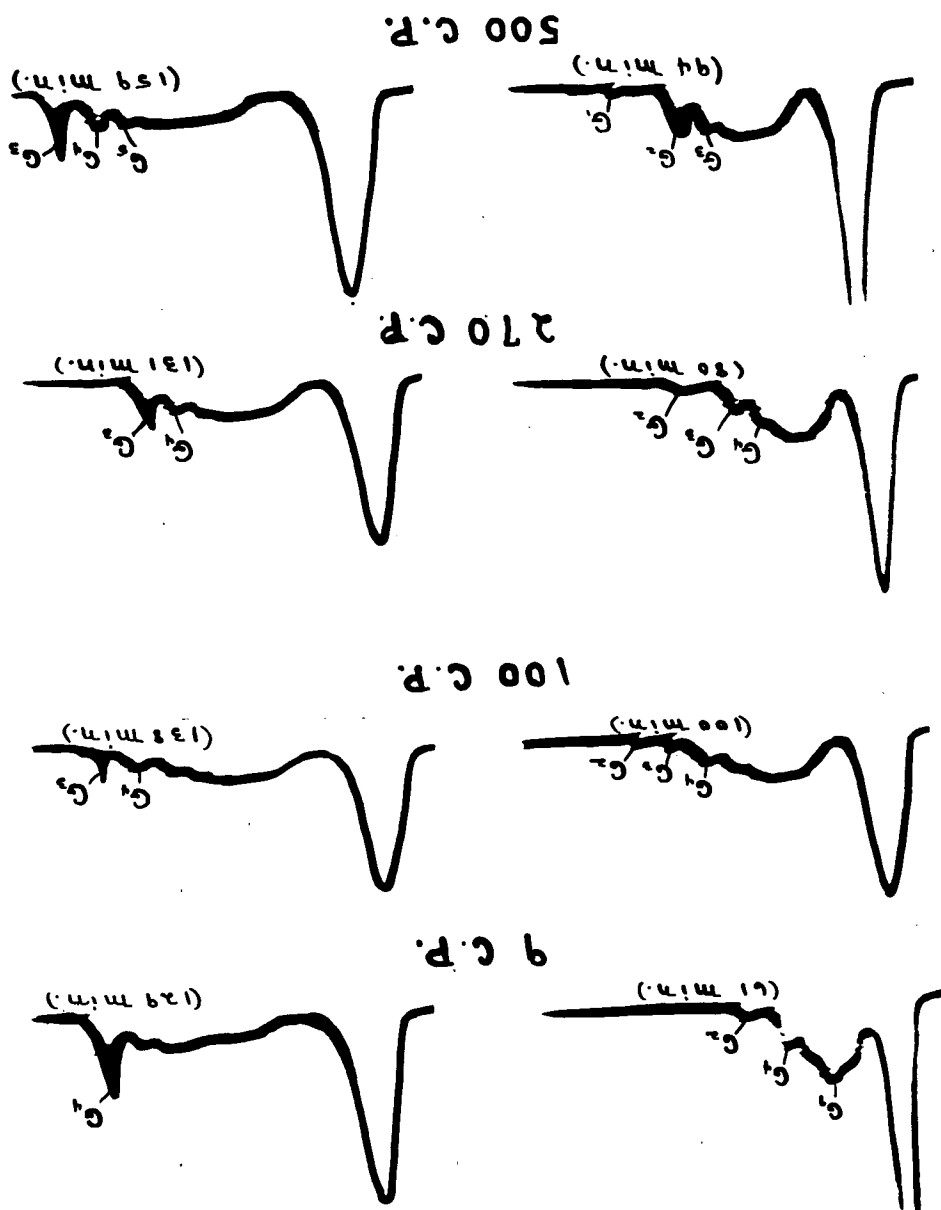 G4 G2
(61 min.)
G4
(129 min.)
9 C.P.
G4 G3 G2
(100 min.)
G4 G3
(138 min.)
100 C.P.
G4 G3 G2
(80 min.)
G4 G3
(131 min.)
270 C.P.
G3 G2 G1
(94 min.)
G5 G4 G3
(159 min.)
500 C.P.